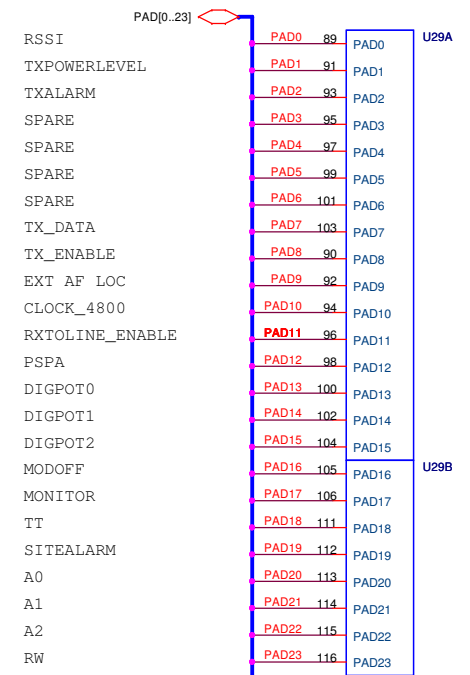 PAD[0..23]
RSSI PAD0 89 PAD0 U29A
TXPOWERLEVEL PAD1 91 PAD1
TXALARM PAD2 93 PAD2
SPARE PAD3 95 PAD3
SPARE PAD4 97 PAD4
SPARE PAD5 99 PAD5
SPARE PAD6 101 PAD6
TX_DATA PAD7 103 PAD7
TX_ENABLE PAD8 90 PAD8
EXT AF LOC PAD9 92 PAD9
CLOCK_4800 PAD10 94 PAD10
RXTOLINE_ENABLE PAD11 96 PAD11
PSPA PAD12 98 PAD12
DIGPOT0 PAD13 100 PAD13
DIGPOT1 PAD14 102 PAD14
DIGPOT2 PAD15 104 PAD15
MODOFF PAD16 105 PAD16 U29B
MONITOR PAD17 106 PAD17
TT PAD18 111 PAD18
SITEALARM PAD19 112 PAD19
A0 PAD20 113 PAD20
A1 PAD21 114 PAD21
A2 PAD22 115 PAD22
RW PAD23 116 PAD23